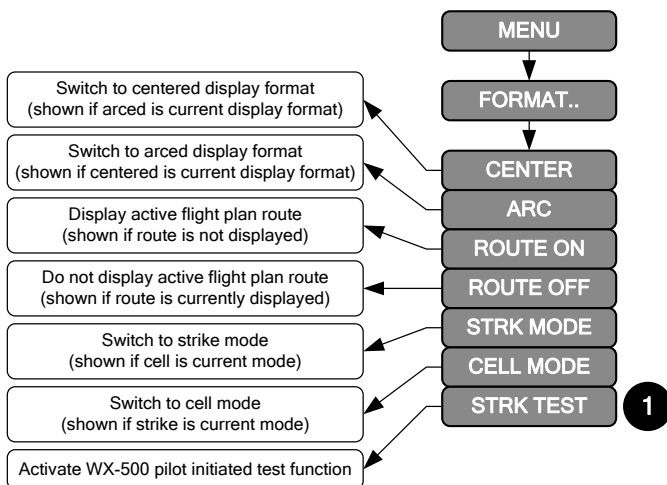 MENU
FORMAT..
Switch to centered display format
(shown if arced is current display format)
CENTER
Switch to arced display format
(shown if centered is current display format)
ARC
Display active flight plan route
(shown if route is not displayed)
ROUTE ON
Do not display active flight plan route
(shown if route is currently displayed)
ROUTE OFF
Switch to strike mode
(shown if cell is current mode)
STRK MODE
Switch to cell mode
(shown if strike is current mode)
CELL MODE
Activate WX-500 pilot initiated test function
STRK TEST
1